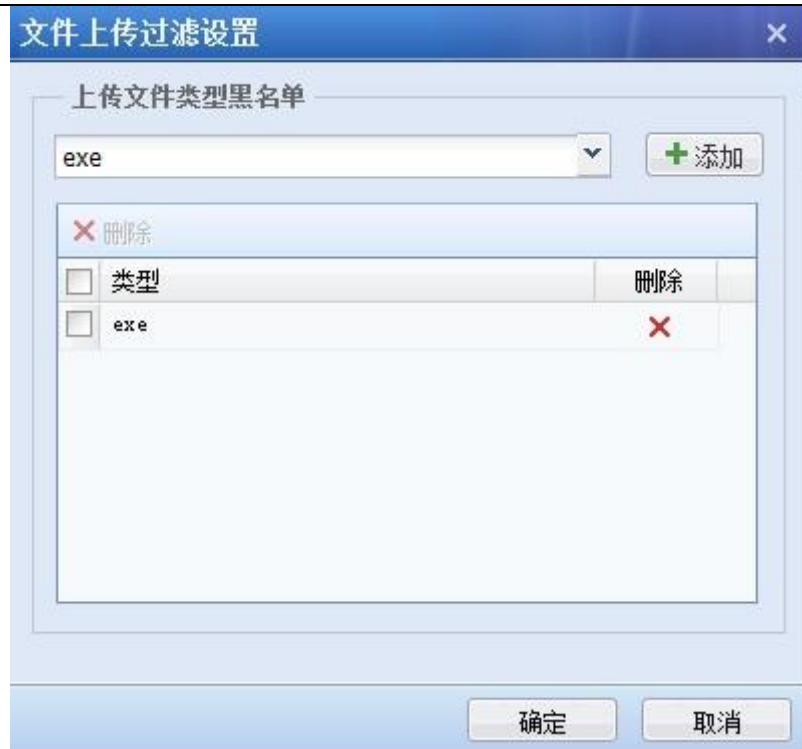 文件上传过滤设置
上传文件类型黑名单
exe
添加
删除
类型 删除
exe
确定 取消